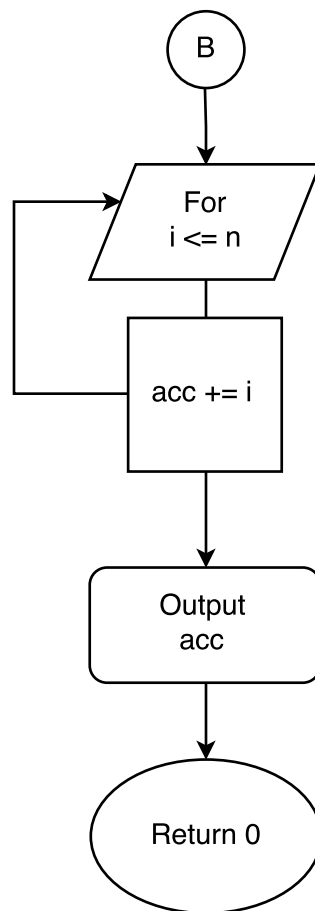 B
For
i <= n
acc += i
Output
acc
Return 0